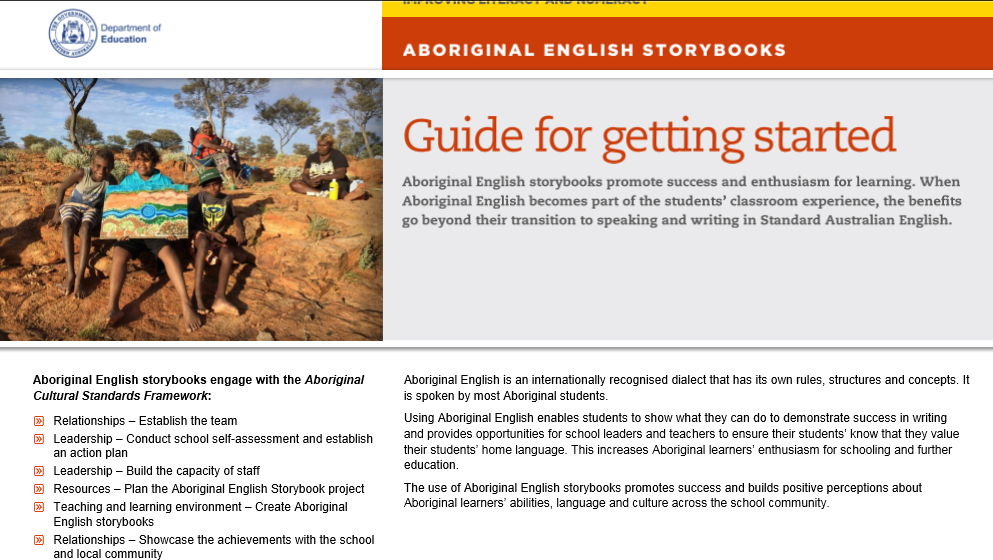 THE GOVERNMENT OF
WESTERN AUSTRALIA
Department of
Education
IMPROVING LITERACY AND NUMERACY
ABORIGINAL ENGLISH STORYBOOKS
Guide for getting started
Aboriginal English storybooks promote success and enthusiasm for learning. When
Aboriginal English becomes part of the students’ classroom experience, the benefits
go beyond their transition to speaking and writing in Standard Australian English.
Aboriginal English storybooks engage with the Aboriginal
Cultural Standards Framework:
Relationships – Establish the team
Leadership – Conduct school self-assessment and establish
an action plan
Leadership – Build the capacity of staff
Resources – Plan the Aboriginal English Storybook project
Teaching and learning environment – Create Aboriginal
English storybooks
Relationships – Showcase the achievements with the school
and local community
Aboriginal English is an internationally recognised dialect that has its own rules, structures and concepts. It
is spoken by most Aboriginal students.
Using Aboriginal English enables students to show what they can do to demonstrate success in writing
and provides opportunities for school leaders and teachers to ensure their students’ know that they value
their students’ home language. This increases Aboriginal learners’ enthusiasm for schooling and further
education.
The use of Aboriginal English storybooks promotes success and builds positive perceptions about
Aboriginal learners’ abilities, language and culture across the school community.